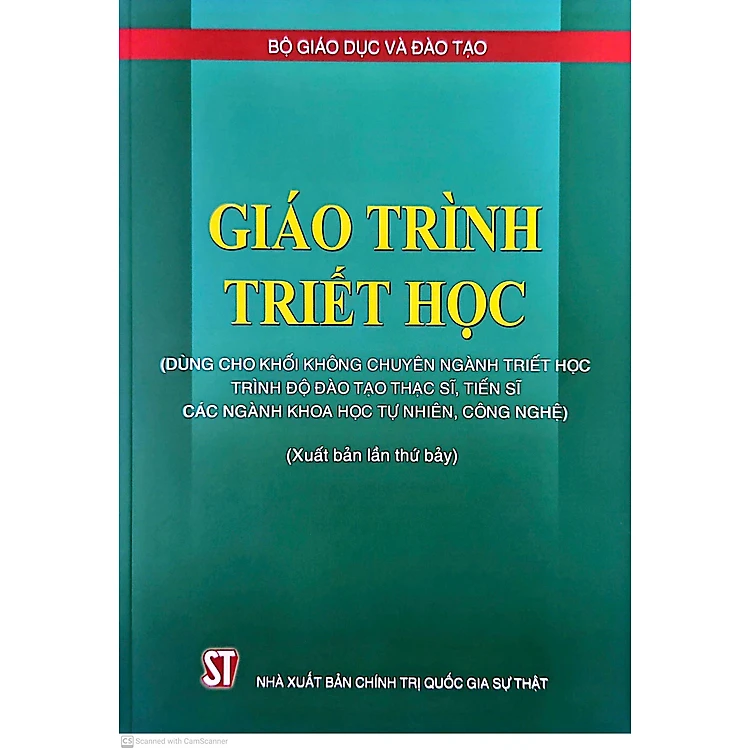 BỘ GIÁO DỤC VÀ ĐÀO TẠO
GIÁO TRÌNH
TRIẾT HỌC
(DÙNG CHO KHỐI KHÔNG CHUYÊN NGÀNH TRIẾT HỌC
TRÌNH ĐỘ ĐÀO TẠO THẠC SĨ, TIẾN SĨ
CÁC NGÀNH KHOA HỌC TỰ NHIÊN, CÔNG NGHỆ)
(Xuất bản lần thứ bảy)
ST
NHÀ XUẤT BẢN CHÍNH TRỊ QUỐC GIA SỰ THẬT
CS Scanned with CamScanner